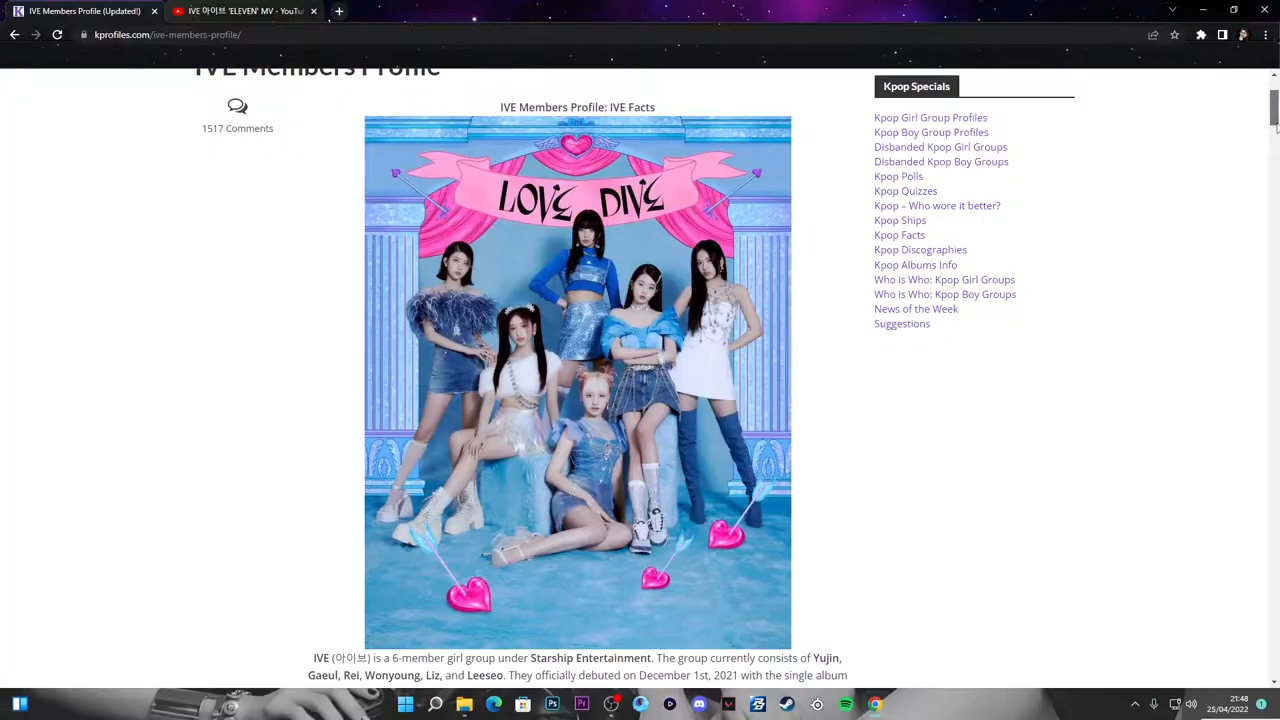 IVE Members Profile (Updated)
IVE 아이브 'ELEVEN' MV - YouTu
kprofiles.com/ive-members-profile/
IVE Members Profile
1517 Comments
IVE Members Profile: IVE Facts
LOVE DIVE
IVE (아이브) is a 6-member girl group under Starship Entertainment. The group currently consists of Yujin,
Gaeul, Rei, Wonyoung, Liz, and Leeseo. They officially debuted on December 1st, 2021 with the single album
Kpop Specials
Kpop Girl Group Profiles
Kpop Boy Group Profiles
Disbanded Kpop Girl Groups
Disbanded Kpop Boy Groups
Kpop Polls
Kpop Quizzes
Kpop – Who wore it better?
Kpop Ships
Kpop Facts
Kpop Discographies
Kpop Albums Info
Who is Who: Kpop Girl Groups
Who is Who: Kpop Boy Groups
News of the Week
Suggestions
21:48
25/04/2022